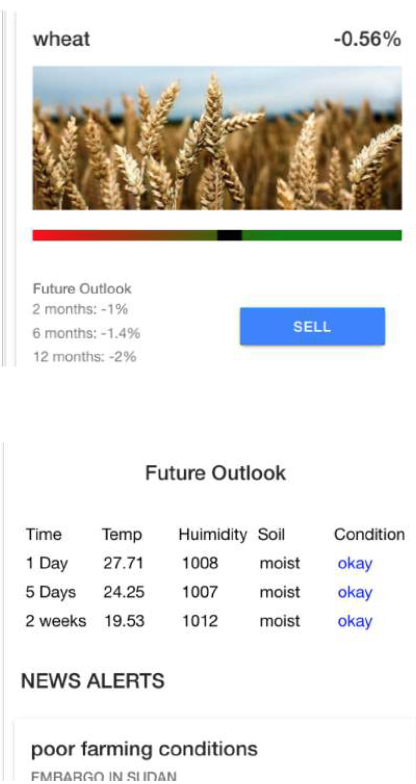 wheat -0.56%
Future Outlook
2 months: -1%
6 months: -1.4%
12 months: -2%
SELL
Future Outlook
Time Temp Huimidity Soil Condition
1 Day 27.71 1008 moist okay
5 Days 24.25 1007 moist okay
2 weeks 19.53 1012 moist okay
NEWS ALERTS
poor farming conditions
EMBARGO IN SUDAN